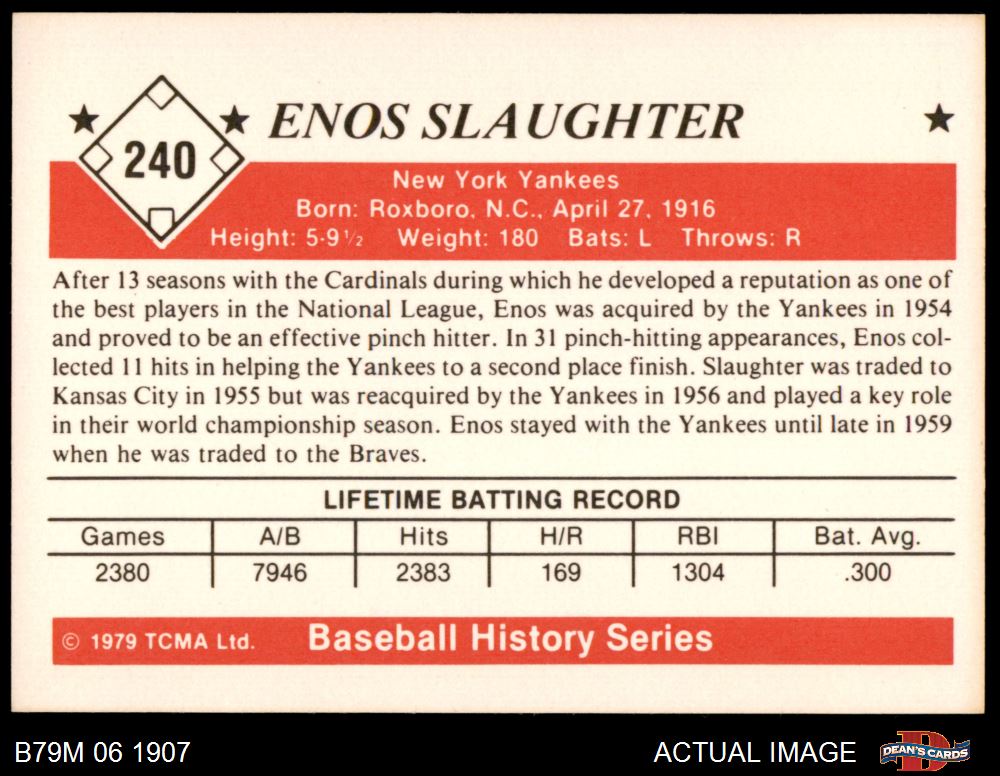 240
ENOS SLAUGHTER
New York Yankees
Born: Roxboro, N.C., April 27, 1916
Height: 5-9 1/2 Weight: 180 Bats: L Throws: R
After 13 seasons with the Cardinals during which he developed a reputation as one of
the best players in the National League, Enos was acquired by the Yankees in 1954
and proved to be an effective pinch hitter. In 31 pinch-hitting appearances, Enos col-
lected 11 hits in helping the Yankees to a second place finish. Slaughter was traded to
Kansas City in 1955 but was reacquired by the Yankees in 1956 and played a key role
in their world championship season. Enos stayed with the Yankees until late in 1959
when he was traded to the Braves.
LIFETIME BATTING RECORD
Games A/B Hits H/R RBI Bat. Avg.
2380 7946 2383 169 1304 .300
© 1979 TCMA Ltd. Baseball History Series
B79M 06 1907 ACTUAL IMAGE DEAN'S CARDS